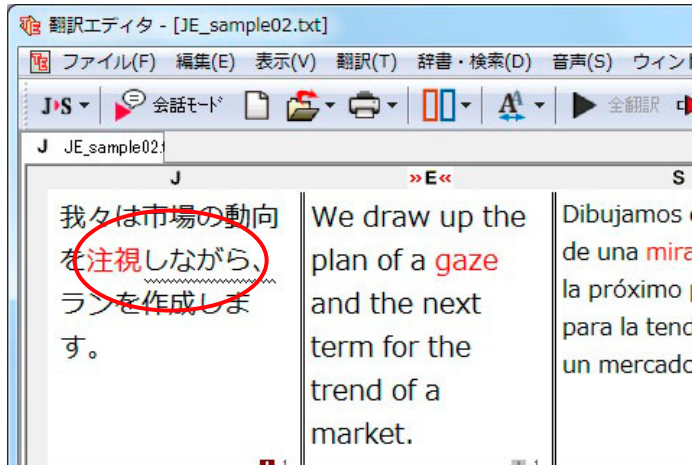 翻訳エディタ - [JE_sample02.txt]
ファイル(F) 編集(E) 表示(V) 翻訳(T) 辞書・検索(D) 音声(S) ウィン
J▸S 会話モード 全翻訳
J JE_sample02
J »E« S
我々は市場の動向
を注視しながら、
ランを作成しま
す。
We draw up the
plan of a gaze
and the next
term for the
trend of a
market.
Dibujamos
de una
la próximo
para la
un mercado